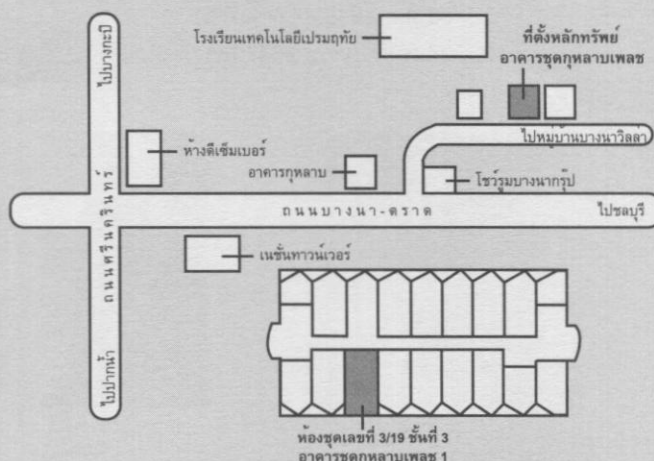 โรงเรียนเทคโนโลยีเปรมฤทัย
ที่ตั้งหลักทรัพย์
อาคารชุดกุหลาบเพลช
ไปบางกะปิ
ไปหมู่บ้านบางนาวิลล่า
ห้างดีเซ็มเบอร์
อาคารกุหลาบ
โชว์รูมบางนากรุ๊ป
ถนนศรีนครินทร์
ถนนบางนา-ตราด
ไปชลบุรี
เนชั่นทาวน์เวอร์
ไปปากน้ำ
ห้องชุดเลขที่ 3/19 ชั้นที่ 3
อาคารชุดกุหลาบเพลช 1